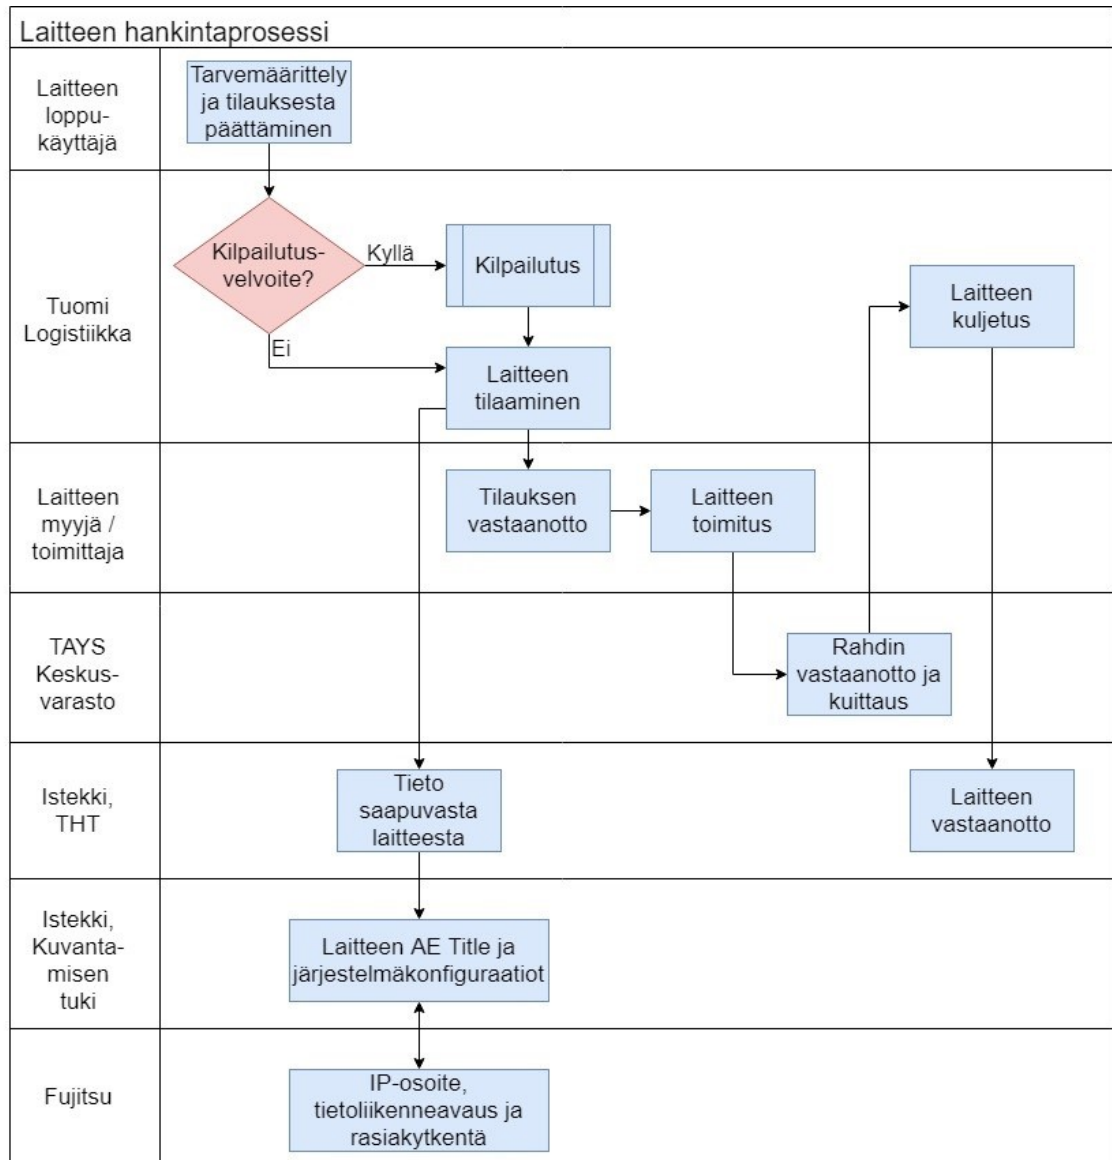 Laitteen hankintaprosessi
Laitteen
loppu-
käyttäjä
Tarvemäärittely
ja tilauksesta
päättäminen
Tuomi
Logistiikka
Kilpailutus-
velvoite?
Kyllä
Ei
Kilpailutus
Laitteen
tilaaminen
Laitteen
kuljetus
Laitteen
myyjä /
toimittaja
Tilauksen
vastaanotto
Laitteen
toimitus
TAYS
Keskus-
varasto
Rahdin
vastaanotto ja
kuittaus
Istekki,
THT
Tieto
saapuvasta
laitteesta
Laitteen
vastaanotto
Istekki,
Kuvanta-
misen
tuki
Laitteen AE Title ja
järjestelmäkonfiguraatiot
Fujitsu
IP-osoite,
tietoliikenneavaus ja
rasiakytkentä